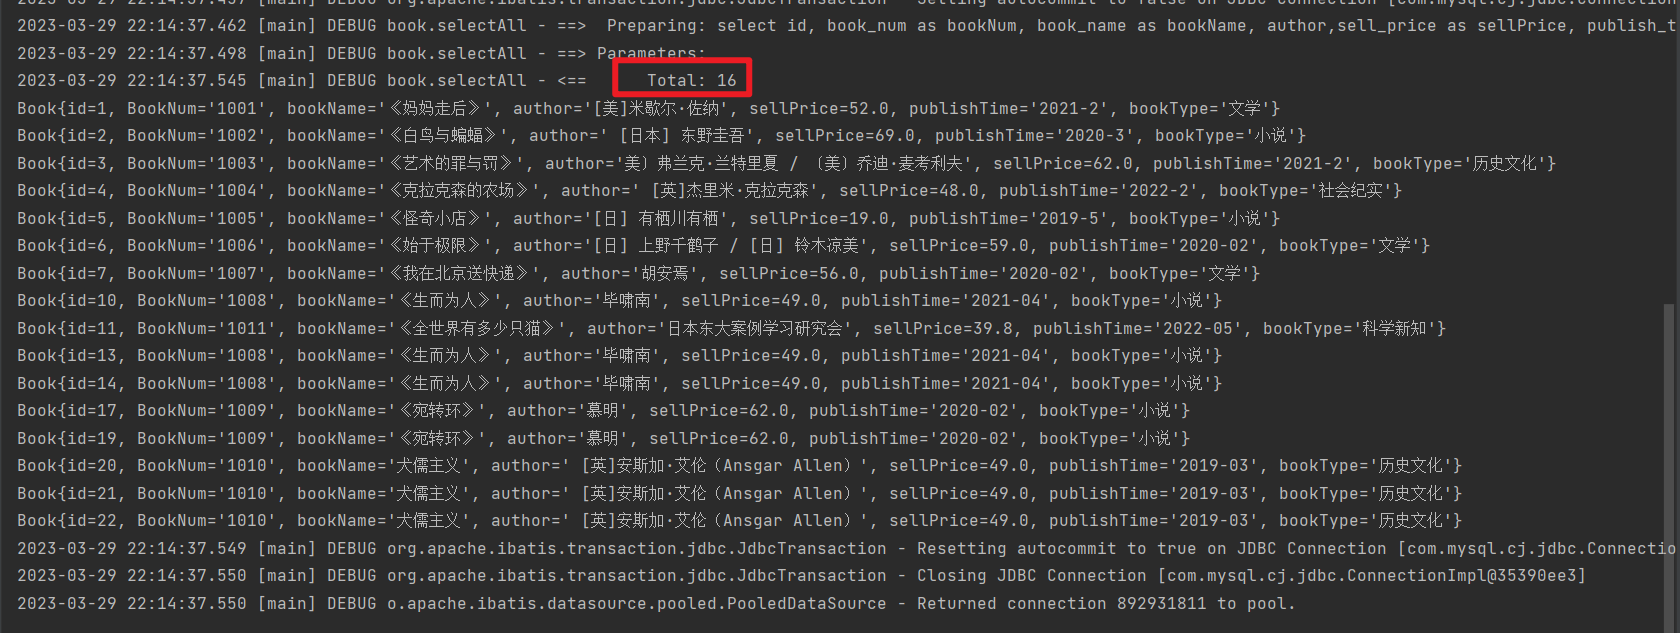 2023-03-29 22:14:37.457 [main] DEBUG org.apache.ibatis.transaction.jdbc.JdbcTransaction - Setting autocommit to false on JDBC Connection [com.mysql.cj.jdbc.Connection
2023-03-29 22:14:37.462 [main] DEBUG book.selectAll - ==>  Preparing: select id, book_num as bookNum, book_name as bookName, author,sell_price as sellPrice, publish_t
2023-03-29 22:14:37.498 [main] DEBUG book.selectAll - ==> Parameters:
2023-03-29 22:14:37.545 [main] DEBUG book.selectAll - <==      Total: 16
Book{id=1, BookNum='1001', bookName='《妈妈走后》', author='[美]米歇尔·佐纳', sellPrice=52.0, publishTime='2021-2', bookType='文学'}
Book{id=2, BookNum='1002', bookName='《白鸟与蝙蝠》', author=' [日本] 东野圭吾', sellPrice=69.0, publishTime='2020-3', bookType='小说'}
Book{id=3, BookNum='1003', bookName='《艺术的罪与罚》', author='美〕弗兰克·兰特里夏 / 〔美〕乔迪·麦考利夫', sellPrice=62.0, publishTime='2021-2', bookType='历史文化'}
Book{id=4, BookNum='1004', bookName='《克拉克森的农场》', author=' [英]杰里米·克拉克森', sellPrice=48.0, publishTime='2022-2', bookType='社会纪实'}
Book{id=5, BookNum='1005', bookName='《怪奇小店》', author='[日] 有栖川有栖', sellPrice=19.0, publishTime='2019-5', bookType='小说'}
Book{id=6, BookNum='1006', bookName='《始于极限》', author='[日] 上野千鹤子 / [日] 铃木凉美', sellPrice=59.0, publishTime='2020-02', bookType='文学'}
Book{id=7, BookNum='1007', bookName='《我在北京送快递》', author='胡安焉', sellPrice=56.0, publishTime='2020-02', bookType='文学'}
Book{id=10, BookNum='1008', bookName='《生而为人》', author='毕啸南', sellPrice=49.0, publishTime='2021-04', bookType='小说'}
Book{id=11, BookNum='1011', bookName='《全世界有多少只猫》', author='日本东大案例学习研究会', sellPrice=39.8, publishTime='2022-05', bookType='科学新知'}
Book{id=13, BookNum='1008', bookName='《生而为人》', author='毕啸南', sellPrice=49.0, publishTime='2021-04', bookType='小说'}
Book{id=14, BookNum='1008', bookName='《生而为人》', author='毕啸南', sellPrice=49.0, publishTime='2021-04', bookType='小说'}
Book{id=17, BookNum='1009', bookName='《宛转环》', author='慕明', sellPrice=62.0, publishTime='2020-02', bookType='小说'}
Book{id=19, BookNum='1009', bookName='《宛转环》', author='慕明', sellPrice=62.0, publishTime='2020-02', bookType='小说'}
Book{id=20, BookNum='1010', bookName='犬儒主义', author=' [英]安斯加·艾伦（Ansgar Allen）', sellPrice=49.0, publishTime='2019-03', bookType='历史文化'}
Book{id=21, BookNum='1010', bookName='犬儒主义', author=' [英]安斯加·艾伦（Ansgar Allen）', sellPrice=49.0, publishTime='2019-03', bookType='历史文化'}
Book{id=22, BookNum='1010', bookName='犬儒主义', author=' [英]安斯加·艾伦（Ansgar Allen）', sellPrice=49.0, publishTime='2019-03', bookType='历史文化'}
2023-03-29 22:14:37.549 [main] DEBUG org.apache.ibatis.transaction.jdbc.JdbcTransaction - Resetting autocommit to true on JDBC Connection [com.mysql.cj.jdbc.Connectio
2023-03-29 22:14:37.550 [main] DEBUG org.apache.ibatis.transaction.jdbc.JdbcTransaction - Closing JDBC Connection [com.mysql.cj.jdbc.ConnectionImpl@35390ee3]
2023-03-29 22:14:37.550 [main] DEBUG o.apache.ibatis.datasource.pooled.PooledDataSource - Returned connection 892931811 to pool.